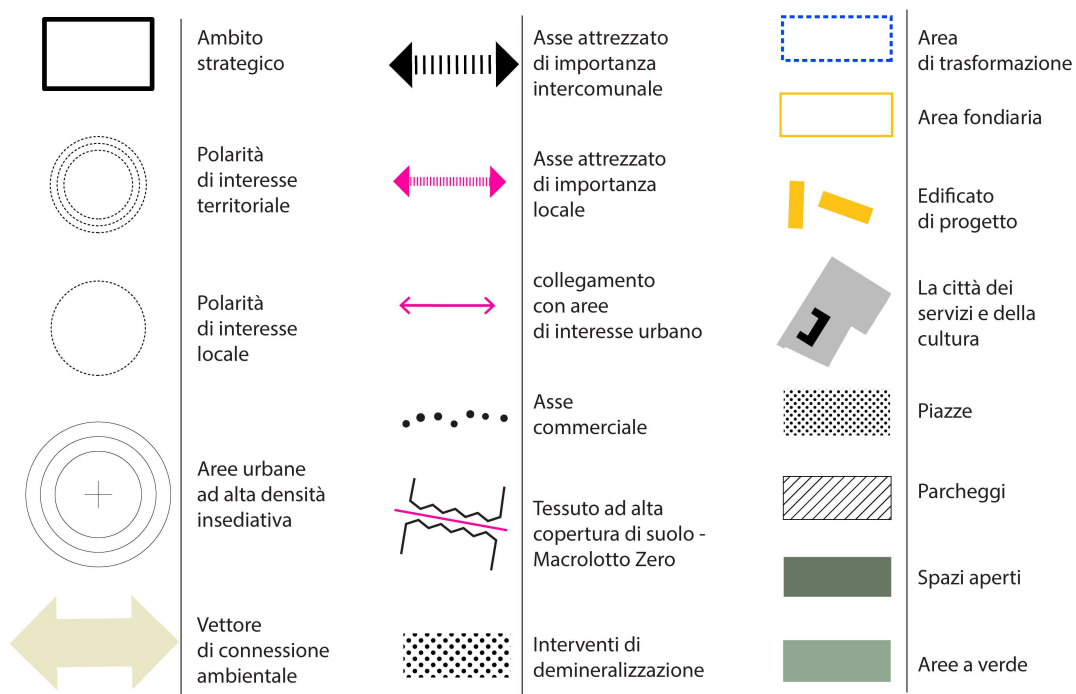 Ambito
strategico
Polarità
di interesse
territoriale
Polarità
di interesse
locale
Aree urbane
ad alta densità
insediativa
Vettore
di connessione
ambientale
Asse attrezzato
di importanza
intercomunale
Asse attrezzato
di importanza
locale
collegamento
con aree
di interesse urbano
Asse
commerciale
Tessuto ad alta
copertura di suolo -
Macrolotto Zero
Interventi di
demineralizzazione
Area
di trasformazione
Area fondiaria
Edificato
di progetto
La città dei
servizi e della
cultura
Piazze
Parcheggi
Spazi aperti
Aree a verde